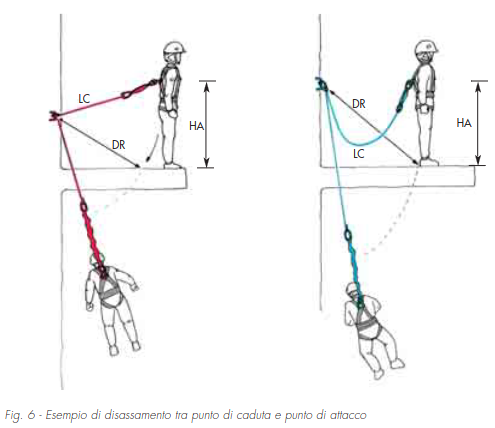 LC
DR
HA
DR
LC
HA
Fig. 6 - Esempio di disassamento tra punto di caduta e punto di attacco